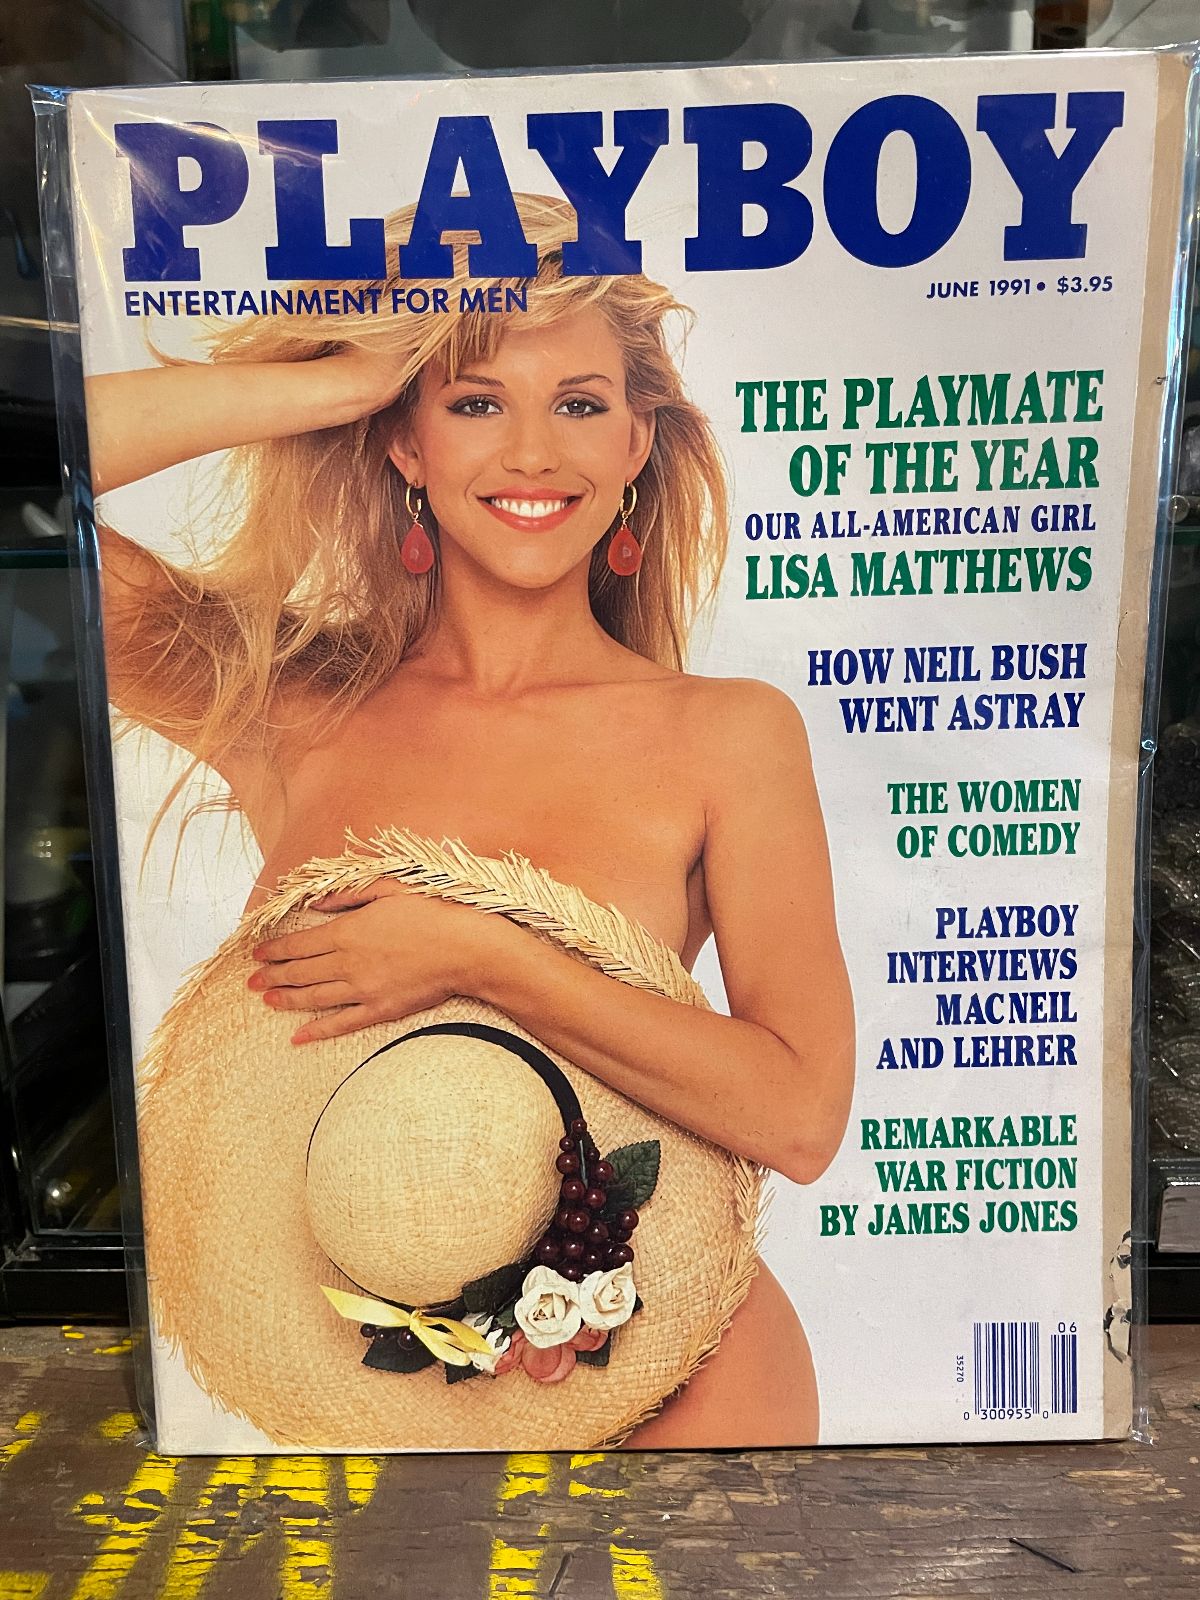 PLAYBOY
ENTERTAINMENT FOR MEN
JUNE 1991 • $3.95
THE PLAYMATE
OF THE YEAR
OUR ALL-AMERICAN GIRL
LISA MATTHEWS
HOW NEIL BUSH
WENT ASTRAY
THE WOMEN
OF COMEDY
PLAYBOY
INTERVIEWS
MACNEIL
AND LEHRER
REMARKABLE
WAR FICTION
BY JAMES JONES
06
35270
0 300955 0